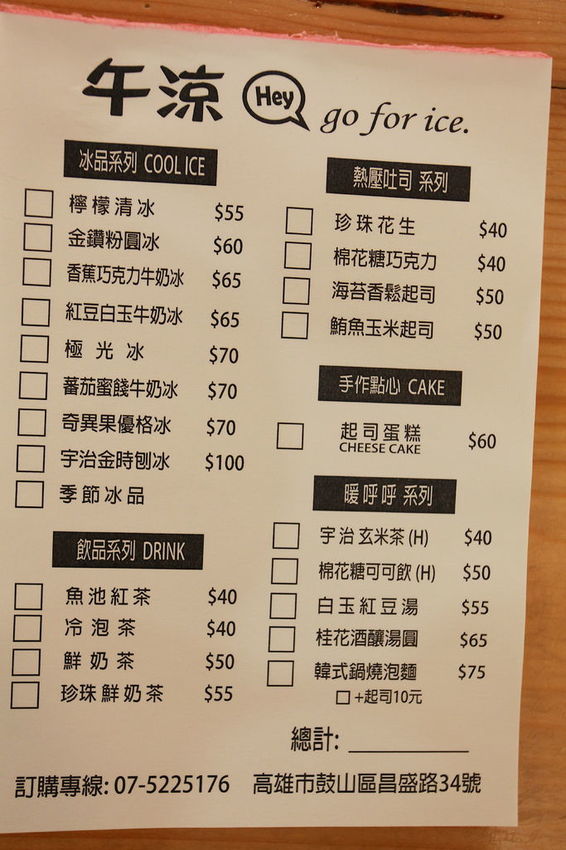 午涼 Hey go for ice.
冰品系列 COOL ICE
檸檬清冰 $55
金鑽粉圓冰 $60
香蕉巧克力牛奶冰 $65
紅豆白玉牛奶冰 $65
極光冰 $70
蕃茄蜜餞牛奶冰 $70
奇異果優格冰 $70
宇治金時刨冰 $100
季節冰品
飲品系列 DRINK
魚池紅茶 $40
冷泡茶 $40
鮮奶茶 $50
珍珠鮮奶茶 $55
熱壓吐司 系列
珍珠花生 $40
棉花糖巧克力 $40
海苔香鬆起司 $50
鮪魚玉米起司 $50
手作點心 CAKE
起司蛋糕 $60
CHEESE CAKE
暖呼呼 系列
宇治玄米茶 (H) $40
棉花糖可可飲 (H) $50
白玉紅豆湯 $55
桂花酒釀湯圓 $65
韓式鍋燒泡麵 $75
+起司10元
總計:
訂購專線: 07-5225176 高雄市鼓山區昌盛路34號